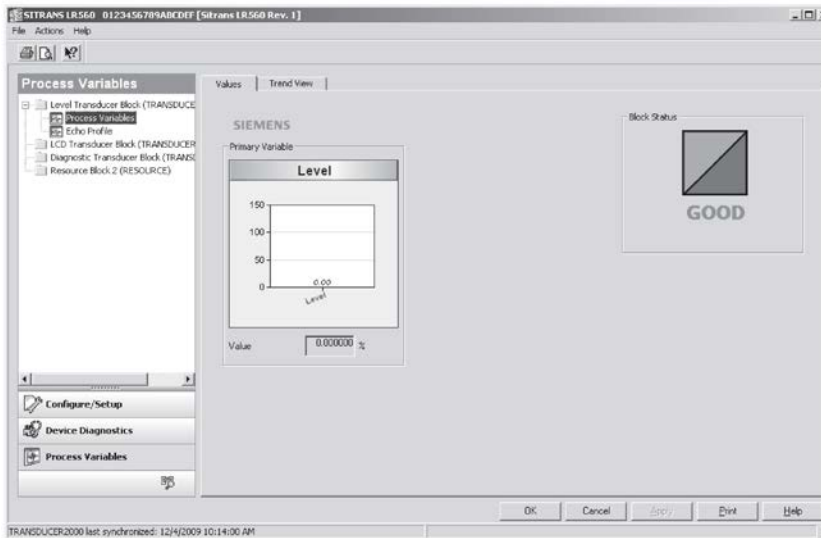 SITRANS LR560 0123456789ABCDEF [Sitrans LR560 Rev. 1]
File Actions Help
Process Variables
Level Transducer Block (TRANSDUCE
Process Variables
Echo Profile
LCD Transducer Block (TRANSDUCER
Diagnostic Transducer Block (TRANS
Resource Block 2 (RESOURCE)
Configure/Setup
Device Diagnostics
Process Variables
Values Trend View
SIEMENS
Primary Variable
Level
150
100
50
0
0.00
Level
Value 0.000000 %
Block Status
GOOD
OK Cancel Apply Print Help
TRANSDUCER2000 last synchronized: 12/4/2009 10:14:00 AM